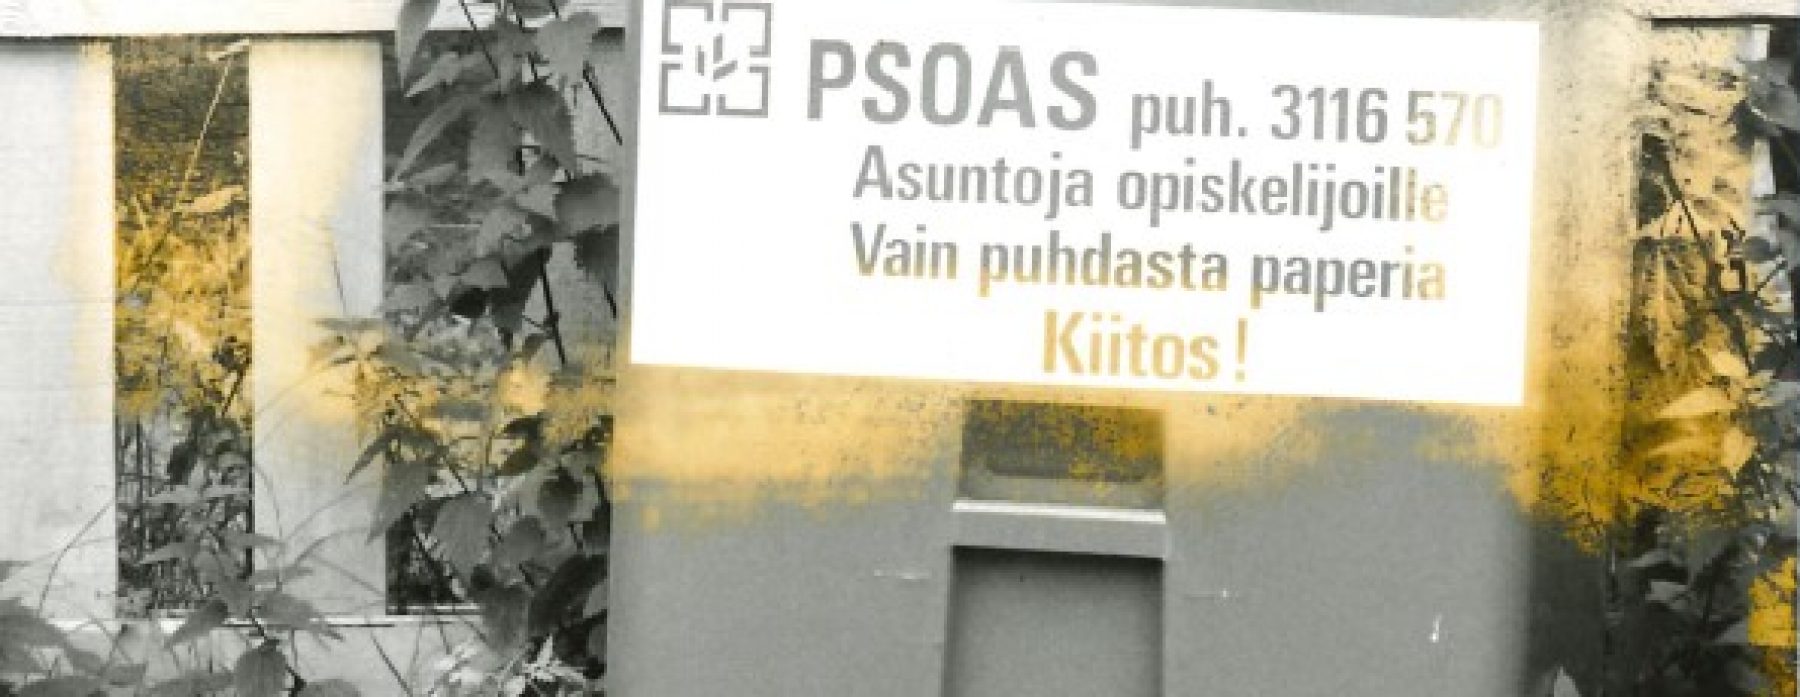 PSOAS puh. 3116 570
Asuntoja opiskelijoille
Vain puhdasta paperia
Kiitos!